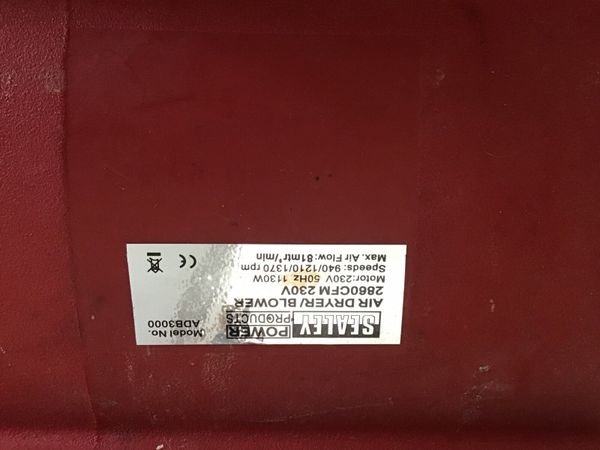 SEALEY
POWER
PRODUCTS
Model No.
ADB3000
AIR DRYER/BLOWER
2860CFM 230V
Motor:230V 50Hz 1130W
Speeds: 940/1210/1370 rpm
Max. Air Flow:81mtr³/min
CE